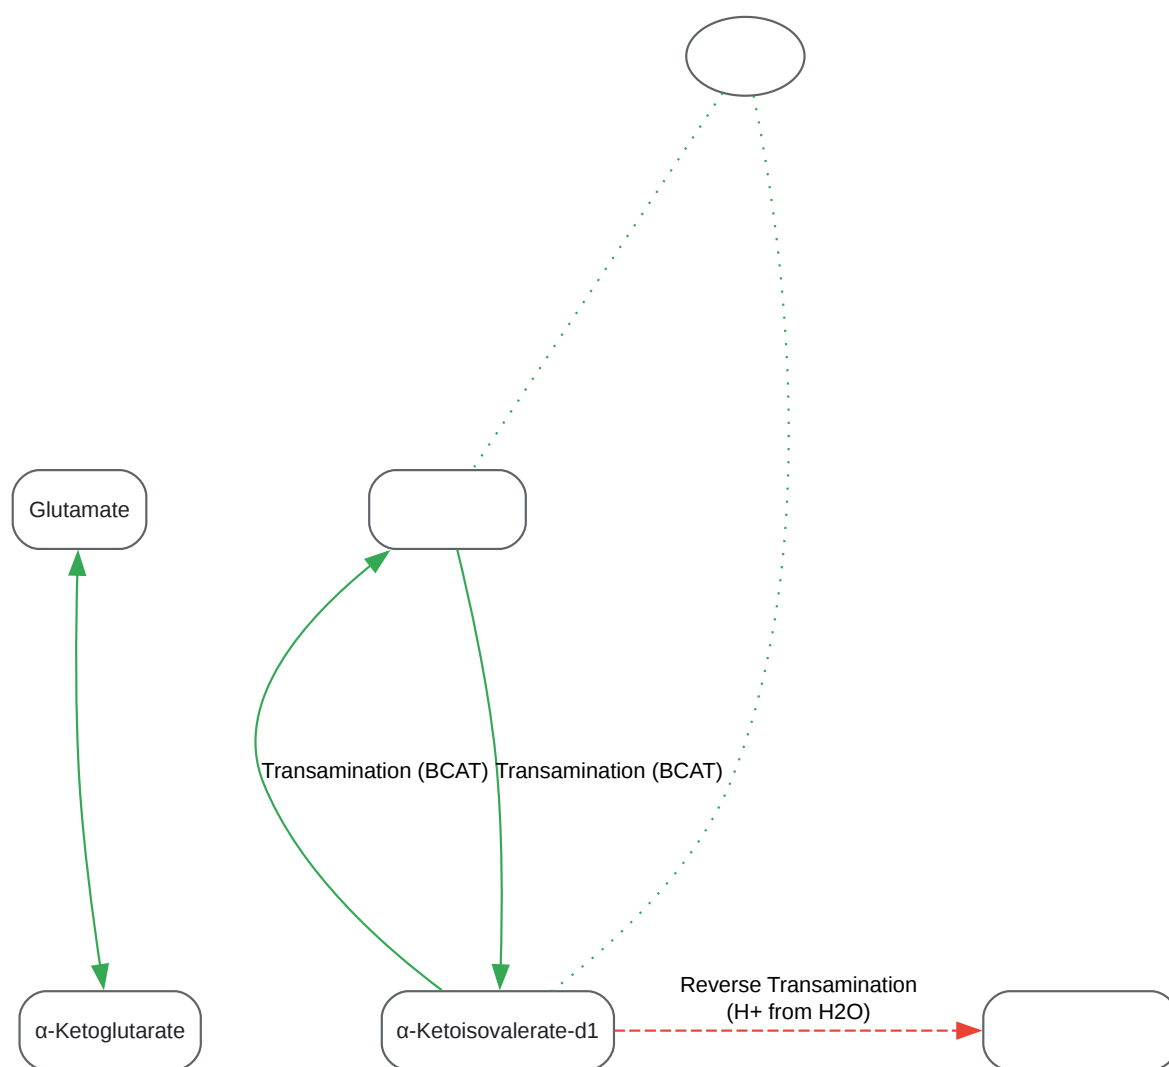 Glutamate
Transamination (BCAT)
Transamination (BCAT)
Reverse Transamination
(H+ from H2O)
α-Ketoglutarate
α-Ketoisovalerate-d1